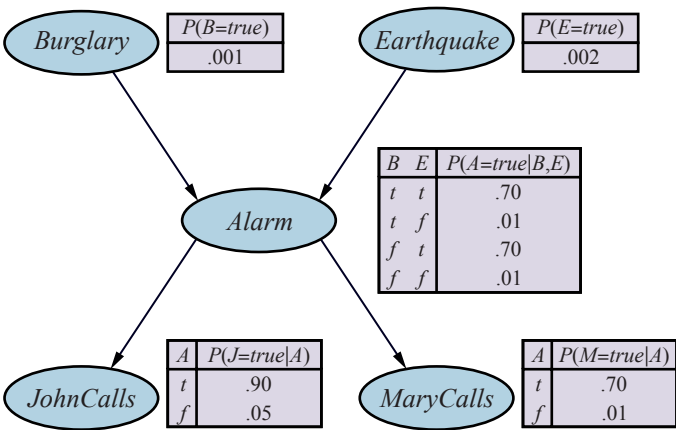 Burglary
P(B=true)
.001
Earthquake
P(E=true)
.002
B E P(A=true|B,E)
t t .70
t f .01
f t .70
f f .01
Alarm
JohnCalls
A P(J=true|A)
t .90
f .05
MaryCalls
A P(M=true|A)
t .70
f .01